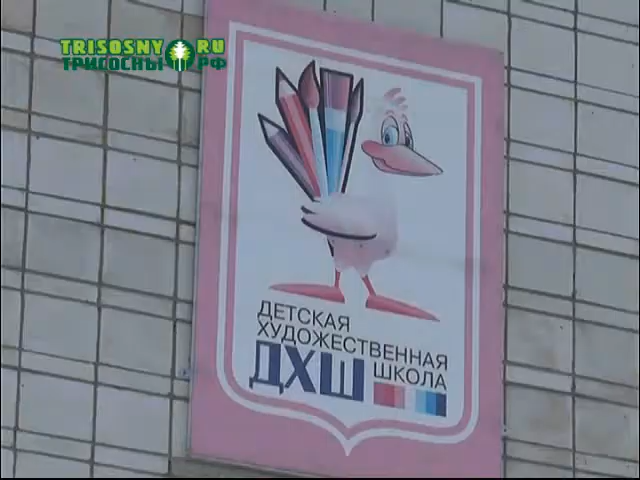 TRISOSNY.RU
ТРИСОСНЫ.РФ
ДЕТСКАЯ
ХУДОЖЕСТВЕННАЯ
ДХШ ШКОЛА